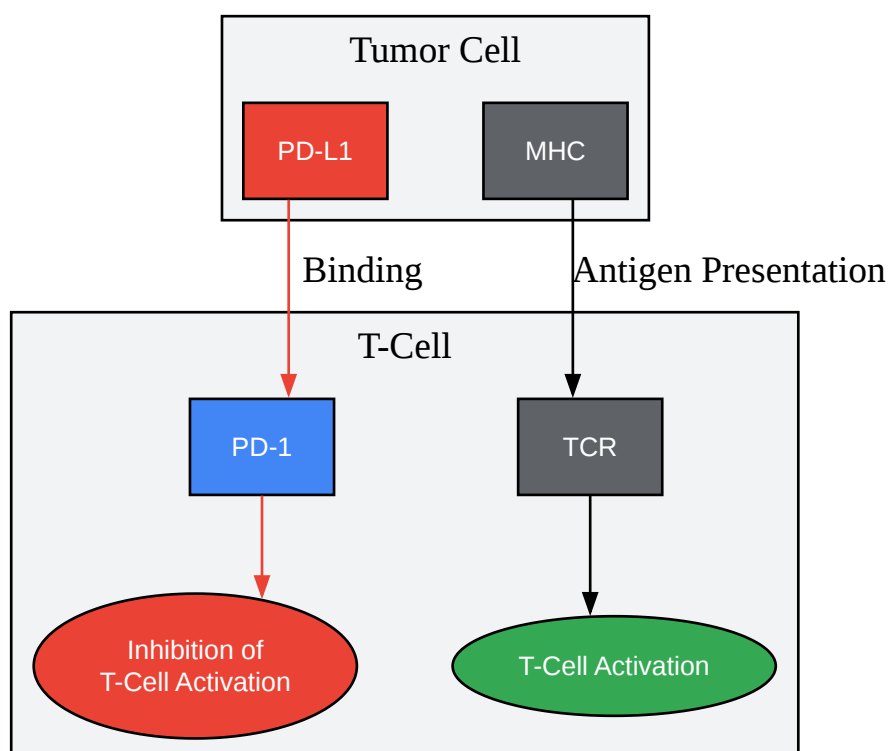 Tumor Cell
PD-L1
MHC
Binding
Antigen Presentation
T-Cell
PD-1
TCR
Inhibition of
T-Cell Activation
T-Cell Activation